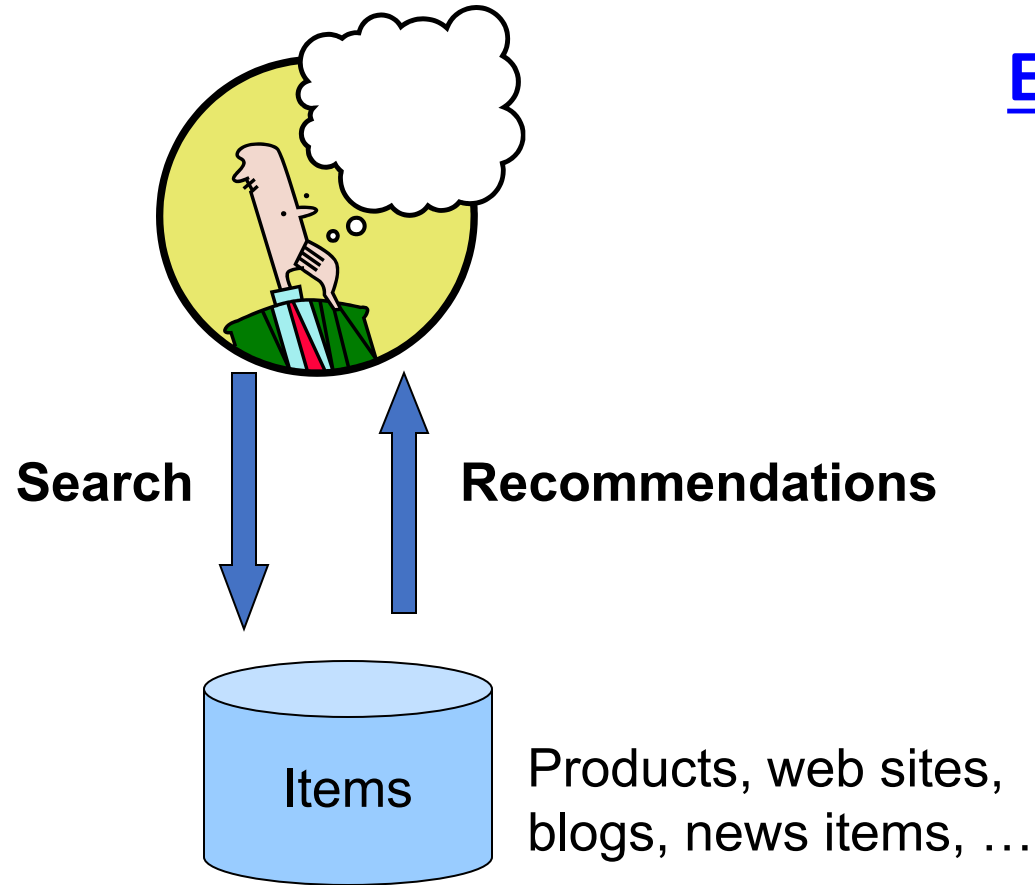 E
Search
Recommendations
Items
Products, web sites,
blogs, news items, …